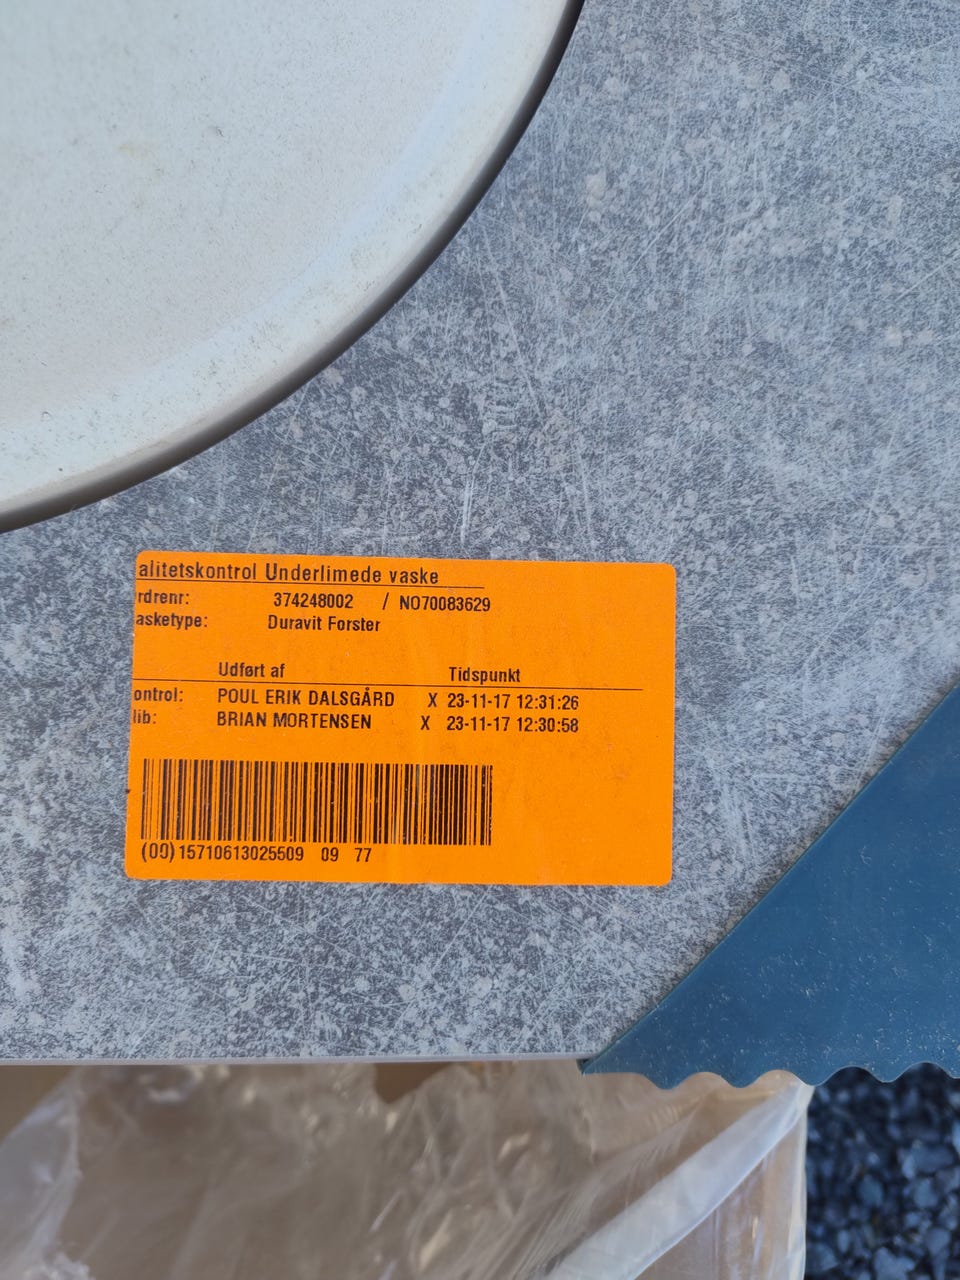 alitetskontrol Underlimede vaske
rdrenr: 374248002 / NO70083629
asketype: Duravit Forster
Udført af Tidspunkt
ontrol: POUL ERIK DALSGÅRD X 23-11-17 12:31:26
lib: BRIAN MORTENSEN X 23-11-17 12:30:58
(00)15710613025509 09 77